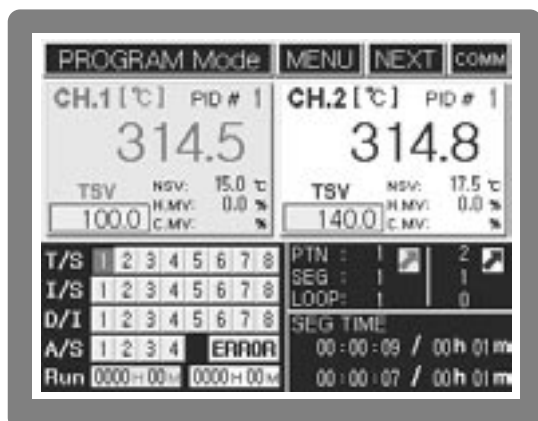 PROGRAM Mode MENU NEXT COMM
CH.1 [℃] PID # 1
314.5
TSV
100.0
NSV: 15.0 ℃
H.MV: 0.0 %
C.MV: %
CH.2 [℃] PID # 1
314.8
TSV
140.0
NSV: 17.5 ℃
H.MV: 0.0 %
C.MV: %
T/S 1 2 3 4 5 6 7 8
I/S 1 2 3 4 5 6 7 8
D/I 1 2 3 4 5 6 7 8
A/S 1 2 3 4 ERROR
Run 0000 H 00 M 0000 H 00 M
PTN : 1 2
SEG : 1 1
LOOP: 1 0
SEG TIME
00:00:09 / 00h 01m
00:00:07 / 00h 01m